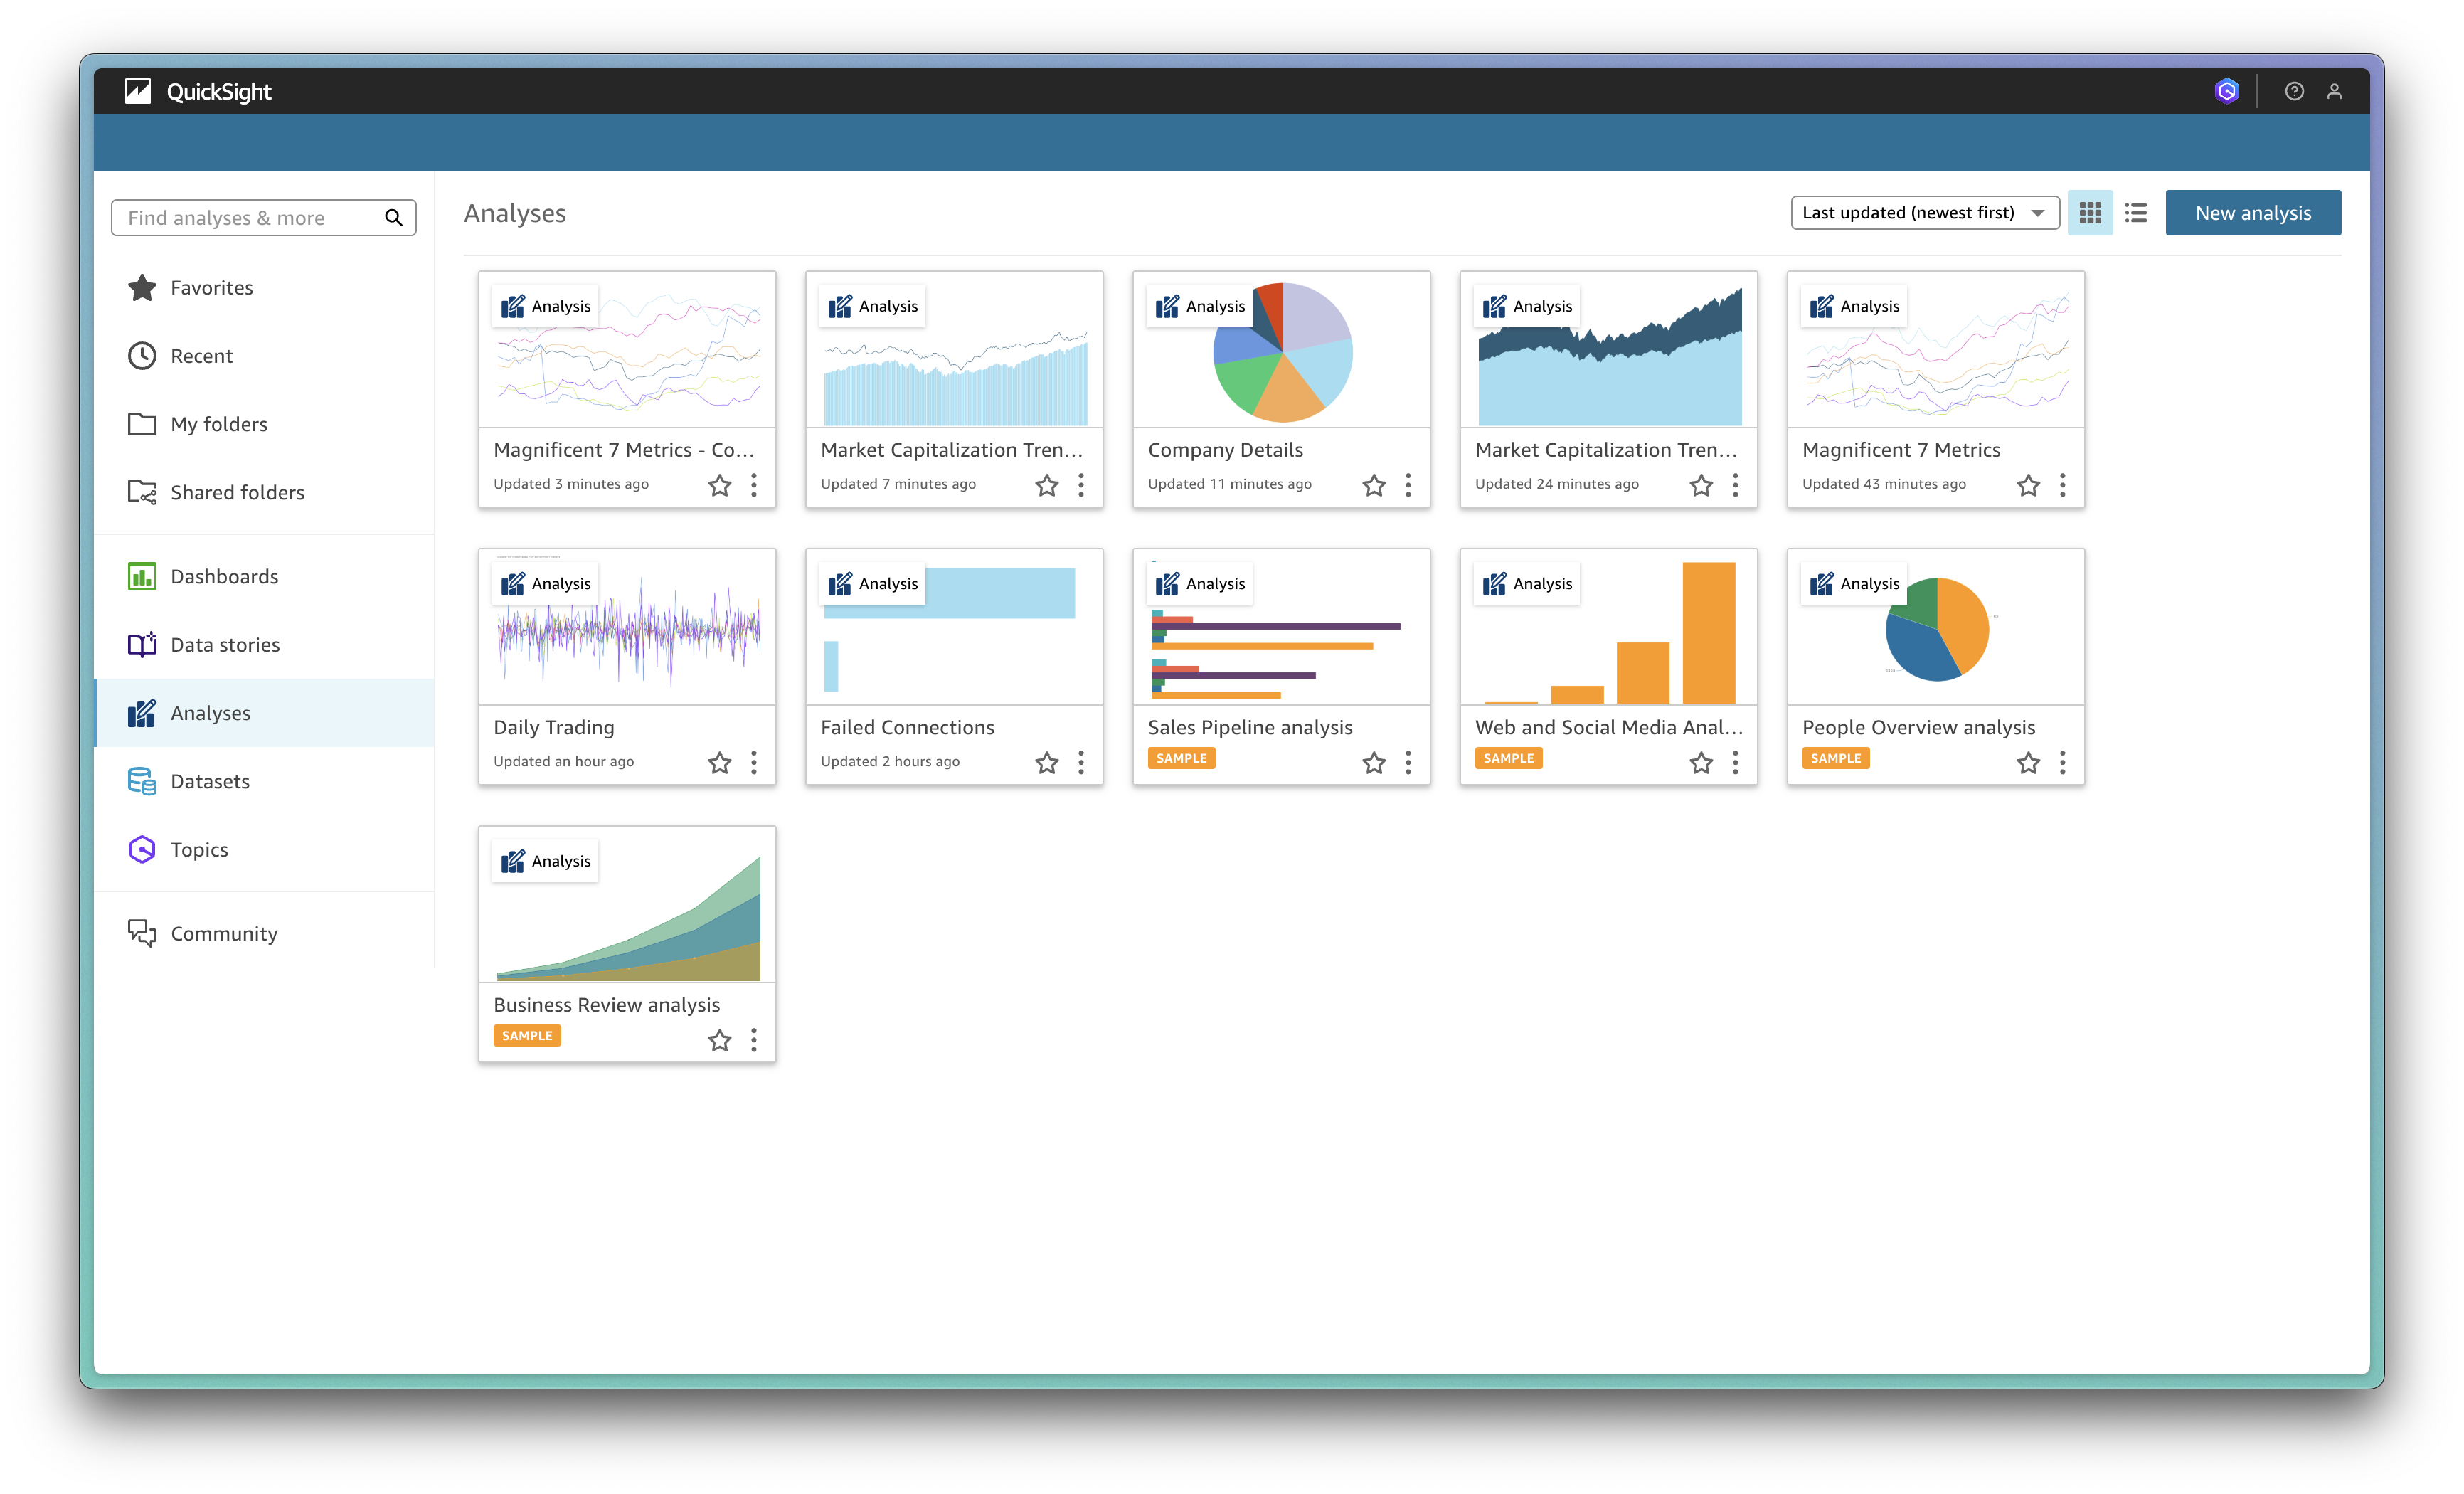 QuickSight
Find analyses & more
Favorites
Recent
My folders
Shared folders
Dashboards
Data stories
Analyses
Datasets
Topics
Community
Analyses
Last updated (newest first)
New analysis
Analysis
Magnificent 7 Metrics - Co...
Updated 3 minutes ago
Analysis
Market Capitalization Tren...
Updated 7 minutes ago
Analysis
Company Details
Updated 11 minutes ago
Analysis
Market Capitalization Tren...
Updated 24 minutes ago
Analysis
Magnificent 7 Metrics
Updated 43 minutes ago
Analysis
Daily Trading
Updated an hour ago
Analysis
Failed Connections
Updated 2 hours ago
Analysis
Sales Pipeline analysis
SAMPLE
Analysis
Web and Social Media Anal...
SAMPLE
Analysis
People Overview analysis
SAMPLE
Analysis
Business Review analysis
SAMPLE